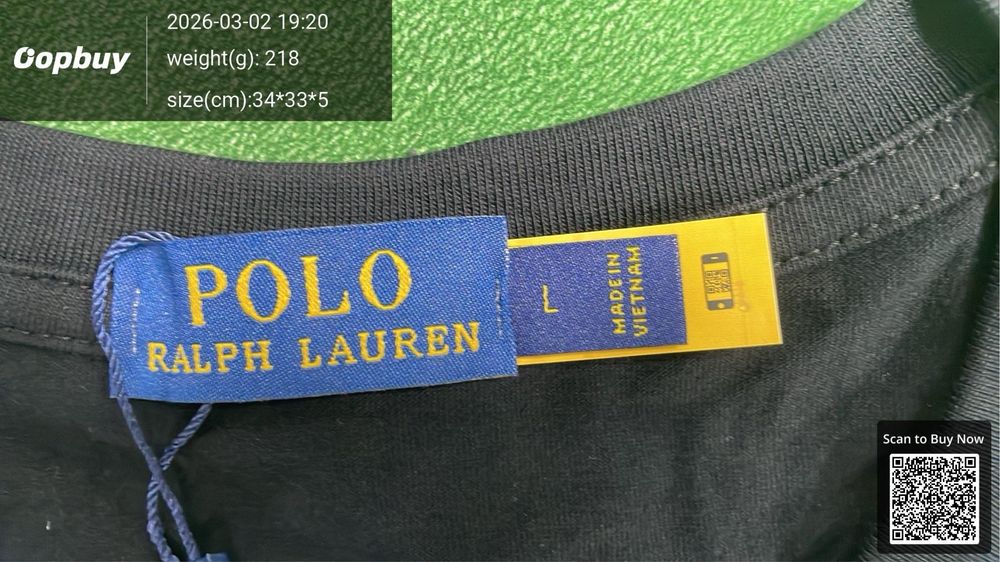 Oopbuy
2026-03-02 19:20
weight(g): 218
size(cm):34*33*5
POLO
RALPH LAUREN
L
MADE IN
VIETNAM
Scan to Buy Now